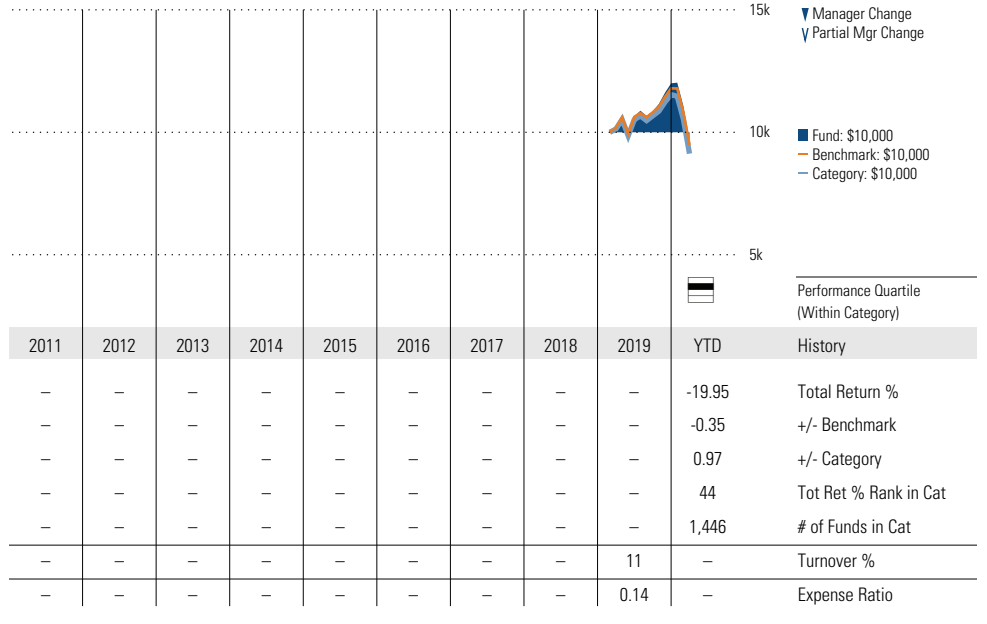 15k
Manager Change
Partial Mgr Change
10k
Fund: $10,000
Benchmark: $10,000
Category: $10,000
5k
Performance Quartile
(Within Category)
2011 2012 2013 2014 2015 2016 2017 2018 2019 YTD History
– – – – – – – – – -19.95 Total Return %
– – – – – – – – – -0.35 +/- Benchmark
– – – – – – – – – 0.97 +/- Category
– – – – – – – – – 44 Tot Ret % Rank in Cat
– – – – – – – – – 1,446 # of Funds in Cat
– – – – – – – – 11 – Turnover %
– – – – – – – – 0.14 – Expense Ratio